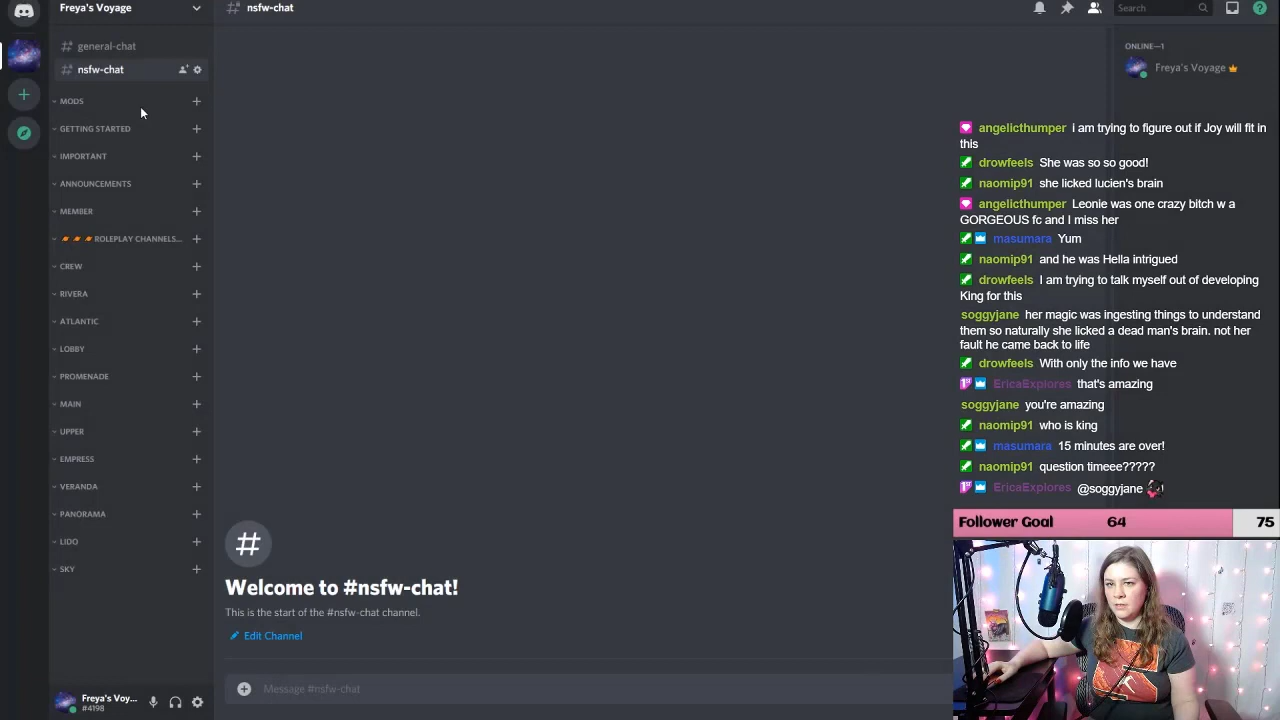 Freya's Voyage
general-chat
nsfw-chat
MODS
GETTING STARTED
IMPORTANT
ANNOUNCEMENTS
MEMBER
ROLEPLAY CHANNELS...
CREW
RIVERA
ATLANTIC
LOBBY
PROMENADE
MAIN
UPPER
EMPRESS
VERANDA
PANORAMA
LIDO
SKY
Freya's Voy...
#4198
nsfw-chat
Welcome to #nsfw-chat!
This is the start of the #nsfw-chat channel.
Edit Channel
Message #nsfw-chat
Search
ONLINE—1
Freya's Voyage
angelicthumper i am trying to figure out if Joy will fit in
this
drowfeels She was so so good!
naomip91 she licked lucien's brain
angelicthumper Leonie was one crazy bitch w a
GORGEOUS fc and I miss her
masumara Yum
naomip91 and he was Hella intrigued
drowfeels I am trying to talk myself out of developing
King for this
soggyjane her magic was ingesting things to understand
them so naturally she licked a dead man's brain. not her
fault he came back to life
drowfeels With only the info we have
EricaExplores that's amazing
soggyjane you're amazing
naomip91 who is king
masumara 15 minutes are over!
naomip91 question timeee?????
EricaExplores @soggyjane
Follower Goal 64 75